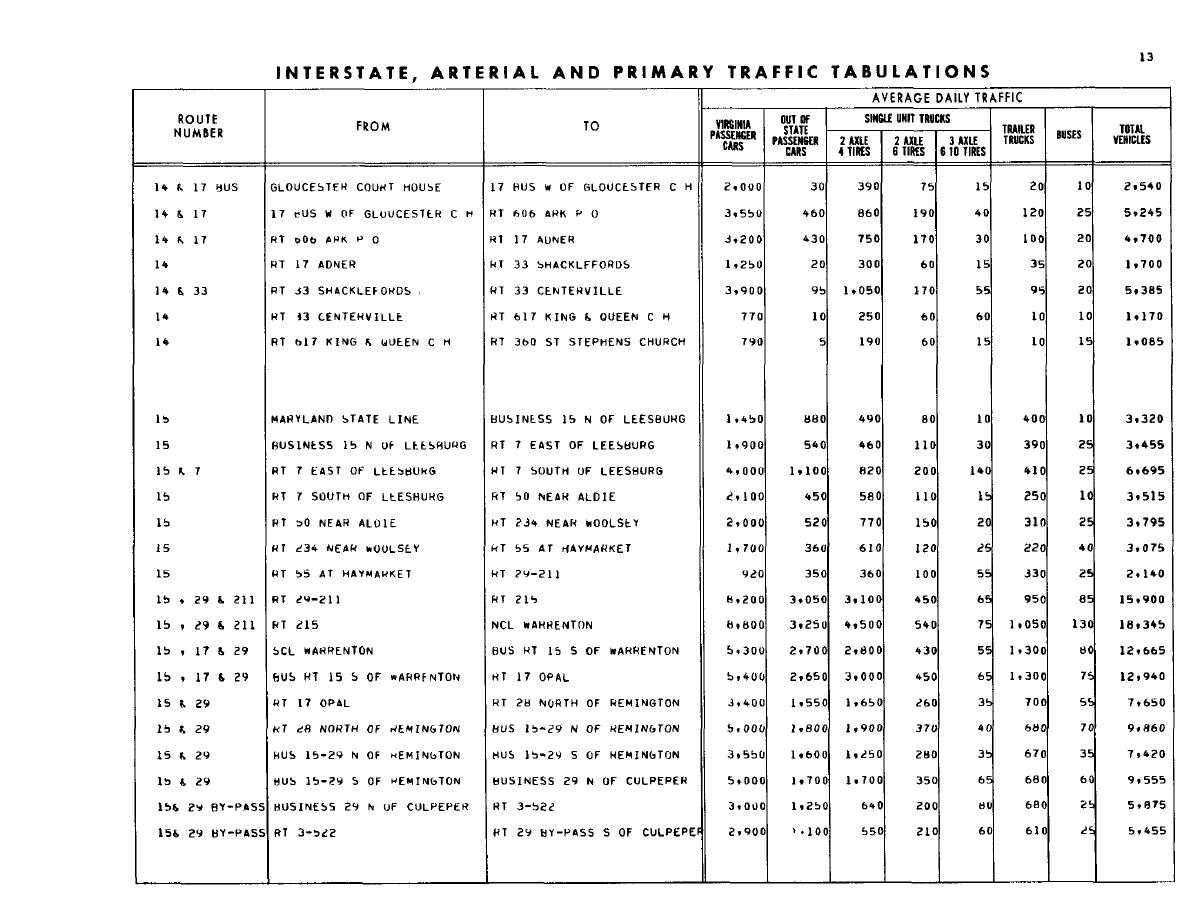 13
INTERSTATE, ARTERIAL AND PRIMARY TRAFFIC TABULATIONS
ROUTE NUMBER FROM TO AVERAGE DAILY TRAFFIC
VIRGINIA PASSENGER CARS OUT OF STATE PASSENGER CARS SINGLE UNIT TRUCKS 2 AXLE 4 TIRES 2 AXLE 6 TIRES 3 AXLE 6 10 TIRES TRAILER TRUCKS BUSES TOTAL VEHICLES
14 & 17 BUS GLOUCESTER COURT HOUSE 17 BUS W OF GLOUCESTER C H 2,000 30 390 75 15 20 10 2,540
14 & 17 17 BUS W OF GLOUCESTER C H RT 606 ARK P O 3,550 460 860 190 40 120 25 5,245
14 & 17 RT 606 ARK P O RT 17 ADNER 3,200 430 750 170 30 100 20 4,700
14 RT 17 ADNER RT 33 SHACKLEFORDS 1,250 20 300 60 15 35 20 1,700
14 & 33 RT 33 SHACKLEFORDS RT 33 CENTERVILLE 3,900 95 1,050 170 55 95 20 5,385
14 RT 33 CENTERVILLE RT 617 KING & QUEEN C H 770 10 250 60 60 10 10 1,170
14 RT 617 KING & QUEEN C H RT 360 ST STEPHENS CHURCH 790 5 190 60 15 10 15 1,085
15 MARYLAND STATE LINE BUSINESS 15 N OF LEESBURG 1,450 880 490 80 10 400 10 3,320
15 BUSINESS 15 N OF LEESBURG RT 7 EAST OF LEESBURG 1,900 540 460 110 30 390 25 3,455
15 & 7 RT 7 EAST OF LEESBURG RT 7 SOUTH OF LEESBURG 4,000 1,100 820 200 140 410 25 6,695
15 RT 7 SOUTH OF LEESBURG RT 50 NEAR ALDIE 2,100 450 580 110 15 250 10 3,515
15 RT 50 NEAR ALDIE RT 234 NEAR WOOLSEY 2,000 520 770 150 20 310 25 3,795
15 RT 234 NEAR WOOLSEY RT 55 AT HAYMARKET 1,700 360 610 120 25 220 40 3,075
15 RT 55 AT HAYMARKET RT 29-211 920 350 360 100 55 330 25 2,140
15 , 29 & 211 RT 29-211 RT 215 8,200 3,050 3,100 450 65 950 85 15,900
15 , 29 & 211 RT 215 NCL WARRENTON 8,800 3,250 4,500 540 75 1,050 130 18,345
15 , 17 & 29 SCL WARRENTON BUS RT 15 S OF WARRENTON 5,300 2,700 2,800 430 55 1,300 80 12,665
15 , 17 & 29 BUS RT 15 S OF WARRENTON RT 17 OPAL 5,400 2,650 3,000 450 65 1,300 75 12,940
15 & 29 RT 17 OPAL RT 28 NORTH OF REMINGTON 3,400 1,550 1,650 260 35 700 55 7,650
15 & 29 RT 28 NORTH OF REMINGTON BUS 15-29 N OF REMINGTON 5,000 1,800 1,900 370 40 680 70 9,860
15 & 29 BUS 15-29 N OF REMINGTON BUS 15-29 S OF REMINGTON 3,550 1,600 1,250 280 35 670 35 7,420
15 & 29 BUS 15-29 S OF REMINGTON BUSINESS 29 N OF CULPEPER 5,000 1,700 1,700 350 65 680 60 9,555
15& 29 BY-PASS BUSINESS 29 N OF CULPEPER RT 3-522 3,000 1,250 640 200 80 680 25 5,875
15& 29 BY-PASS RT 3-522 RT 29 BY-PASS S OF CULPEPER 2,900 550 210 60 610 25 5,455